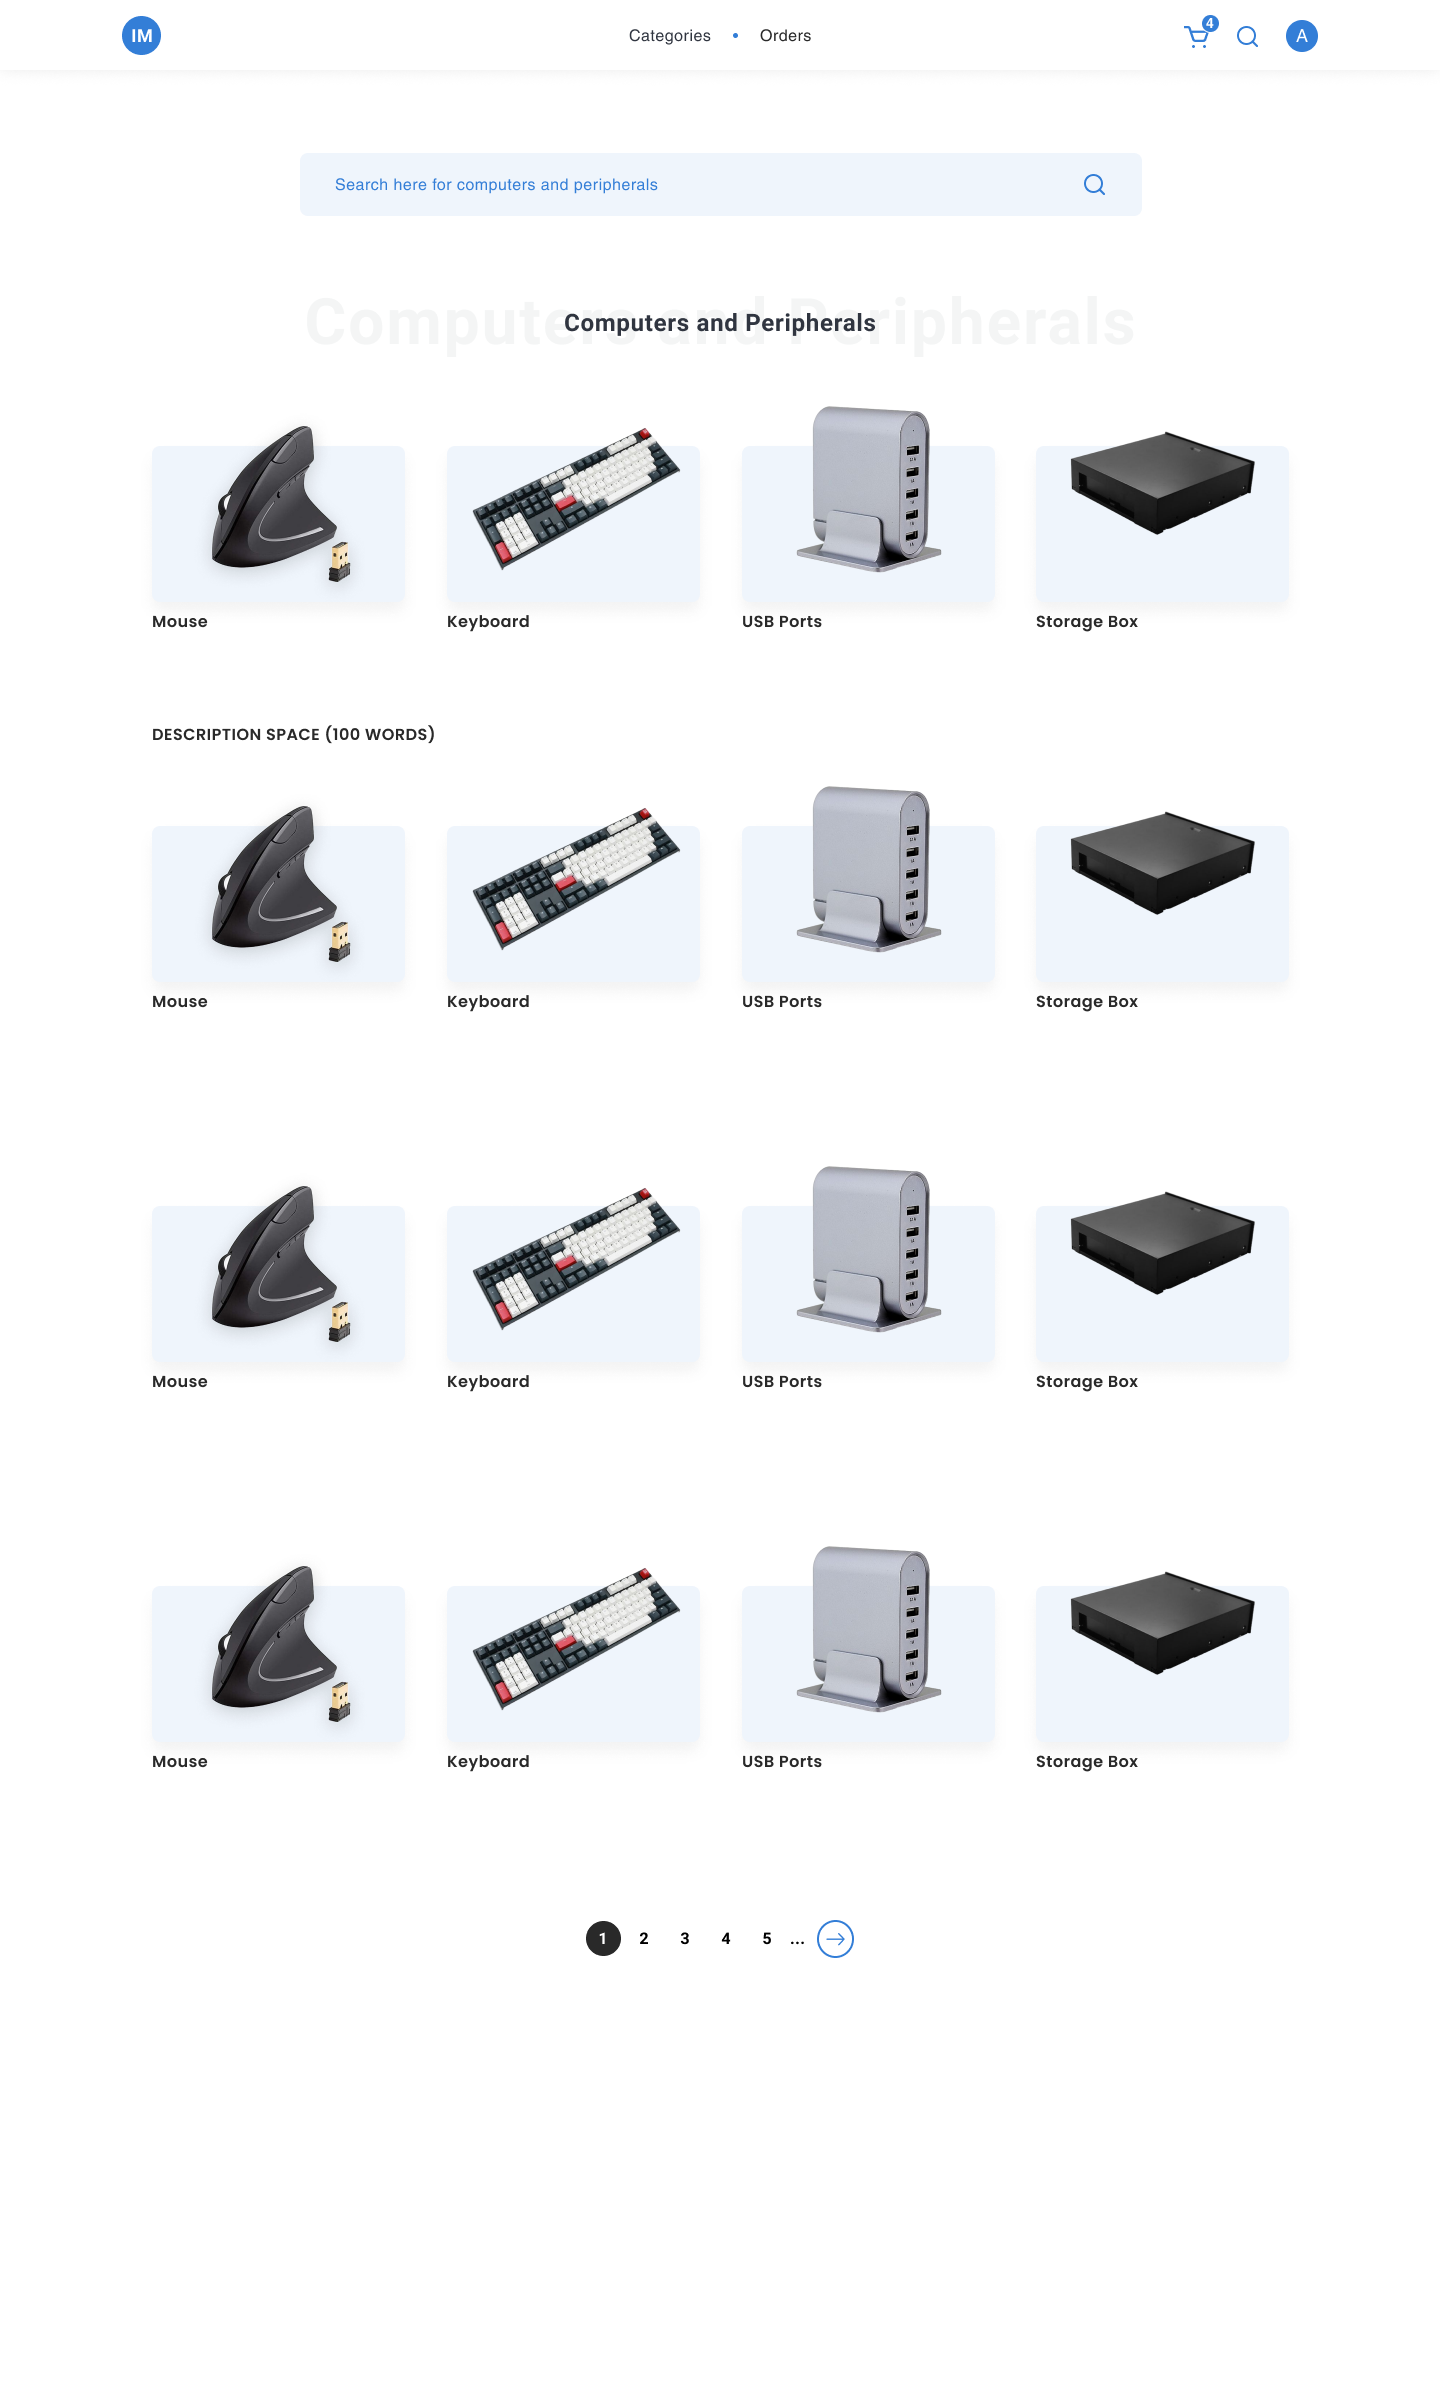 IM
Categories • Orders
4
A
Search here for computers and peripherals
Computers and Peripherals
Computers and Peripherals
Mouse
Keyboard
USB Ports
Storage Box
DESCRIPTION SPACE (100 WORDS)
Mouse
Keyboard
USB Ports
Storage Box
Mouse
Keyboard
USB Ports
Storage Box
Mouse
Keyboard
USB Ports
Storage Box
1 2 3 4 5 ...